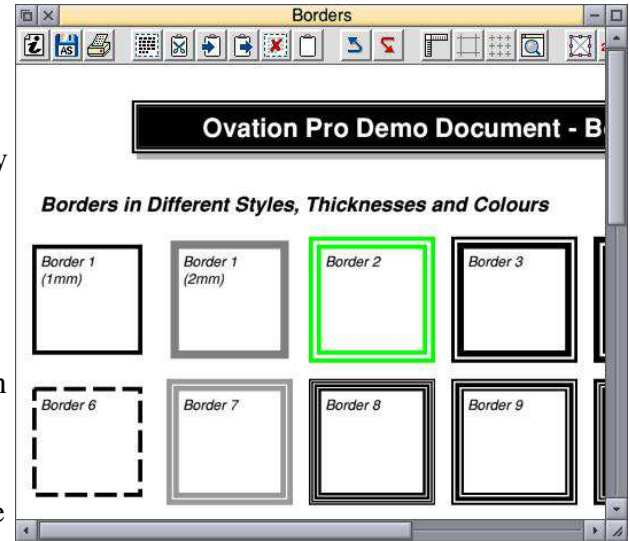 Borders
AS
Ovation Pro Demo Document - B
Borders in Different Styles, Thicknesses and Colours
Border 1
(1mm)
Border 1
(2mm)
Border 2
Border 3
Border 6
Border 7
Border 8
Border 9